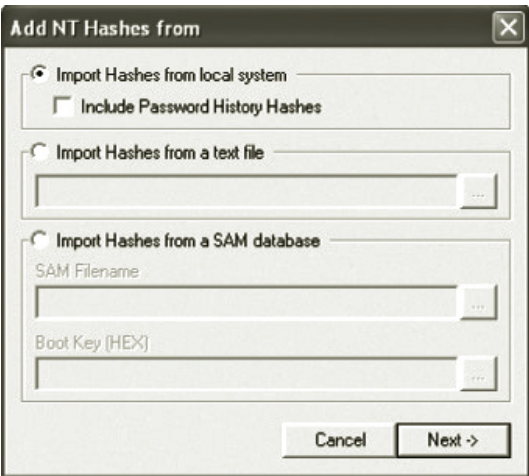 Add NT Hashes from
Import Hashes from local system
Include Password History Hashes
Import Hashes from a text file
...
Import Hashes from a SAM database
SAM Filename
...
Boot Key (HEX)
...
Cancel
Next ->